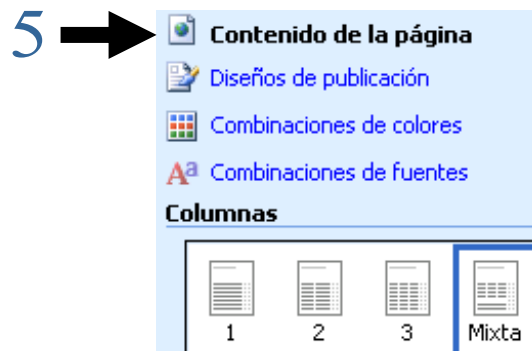 5
Contenido de la página
Diseños de publicación
Combinaciones de colores
Aa Combinaciones de fuentes
Columnas
1 2 3 Mixta